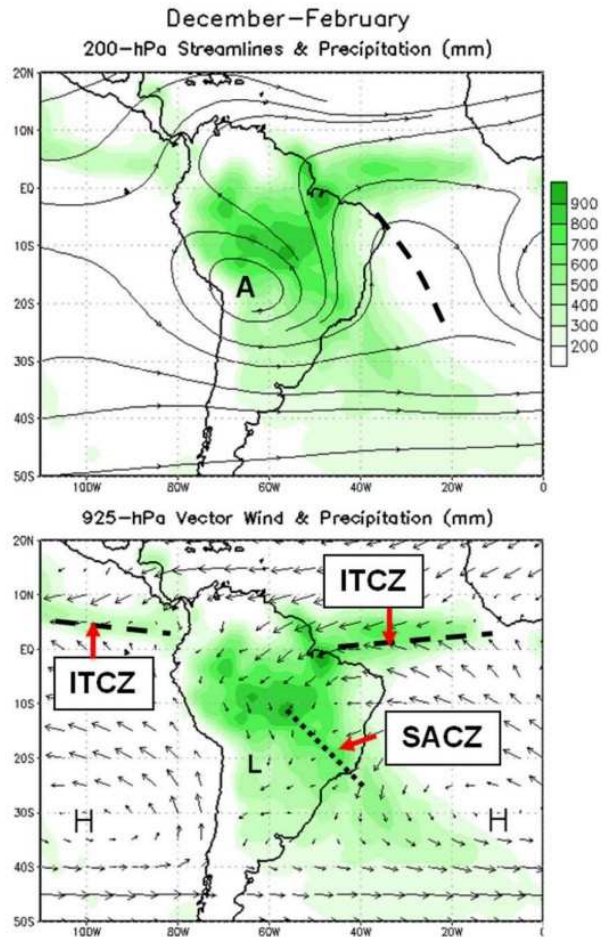 December-February
200-hPa Streamlines & Precipitation (mm)
20N
10N
EQ
10S
20S
30S
40S
50S
A
100W 80W 60W 40W 20W 0
900
800
700
600
500
400
300
200
925-hPa Vector Wind & Precipitation (mm)
20N
10N
EQ
10S
20S
30S
40S
50S
ITCZ
ITCZ
SACZ
L
H
H
100W 80W 60W 40W 20W 0